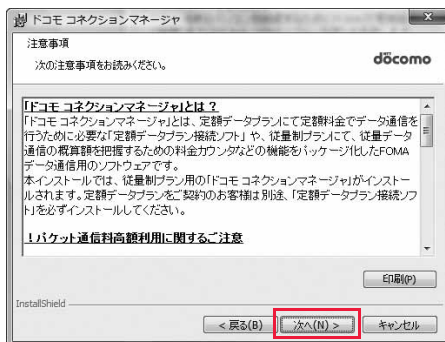 ドコモ コネクションマネージャ
注意事項
次の注意事項をお読みください。
döcomo
「ドコモ コネクションマネージャ」とは?
「ドコモ コネクションマネージャ」とは、定額データプランにて定額料金でデータ通信を
行うために必要な「定額データプラン接続ソフト」や、従量制プランにて、従量データ
通信の概算額を把握するための料金カウンタなどの機能をパッケージ化したFOMA
データ通信用のソフトウェアです。
本インストールでは、従量制プラン用の「ドコモ コネクションマネージャ」がインストー
ルされます。定額データプランをご契約のお客様は別途、「定額データプラン接続ソフ
ト」を必ずインストールしてください。
!パケット通信料高額利用に関するご注意
印刷(P)
InstallShield
< 戻る(B)
次へ(N) >
キャンセル